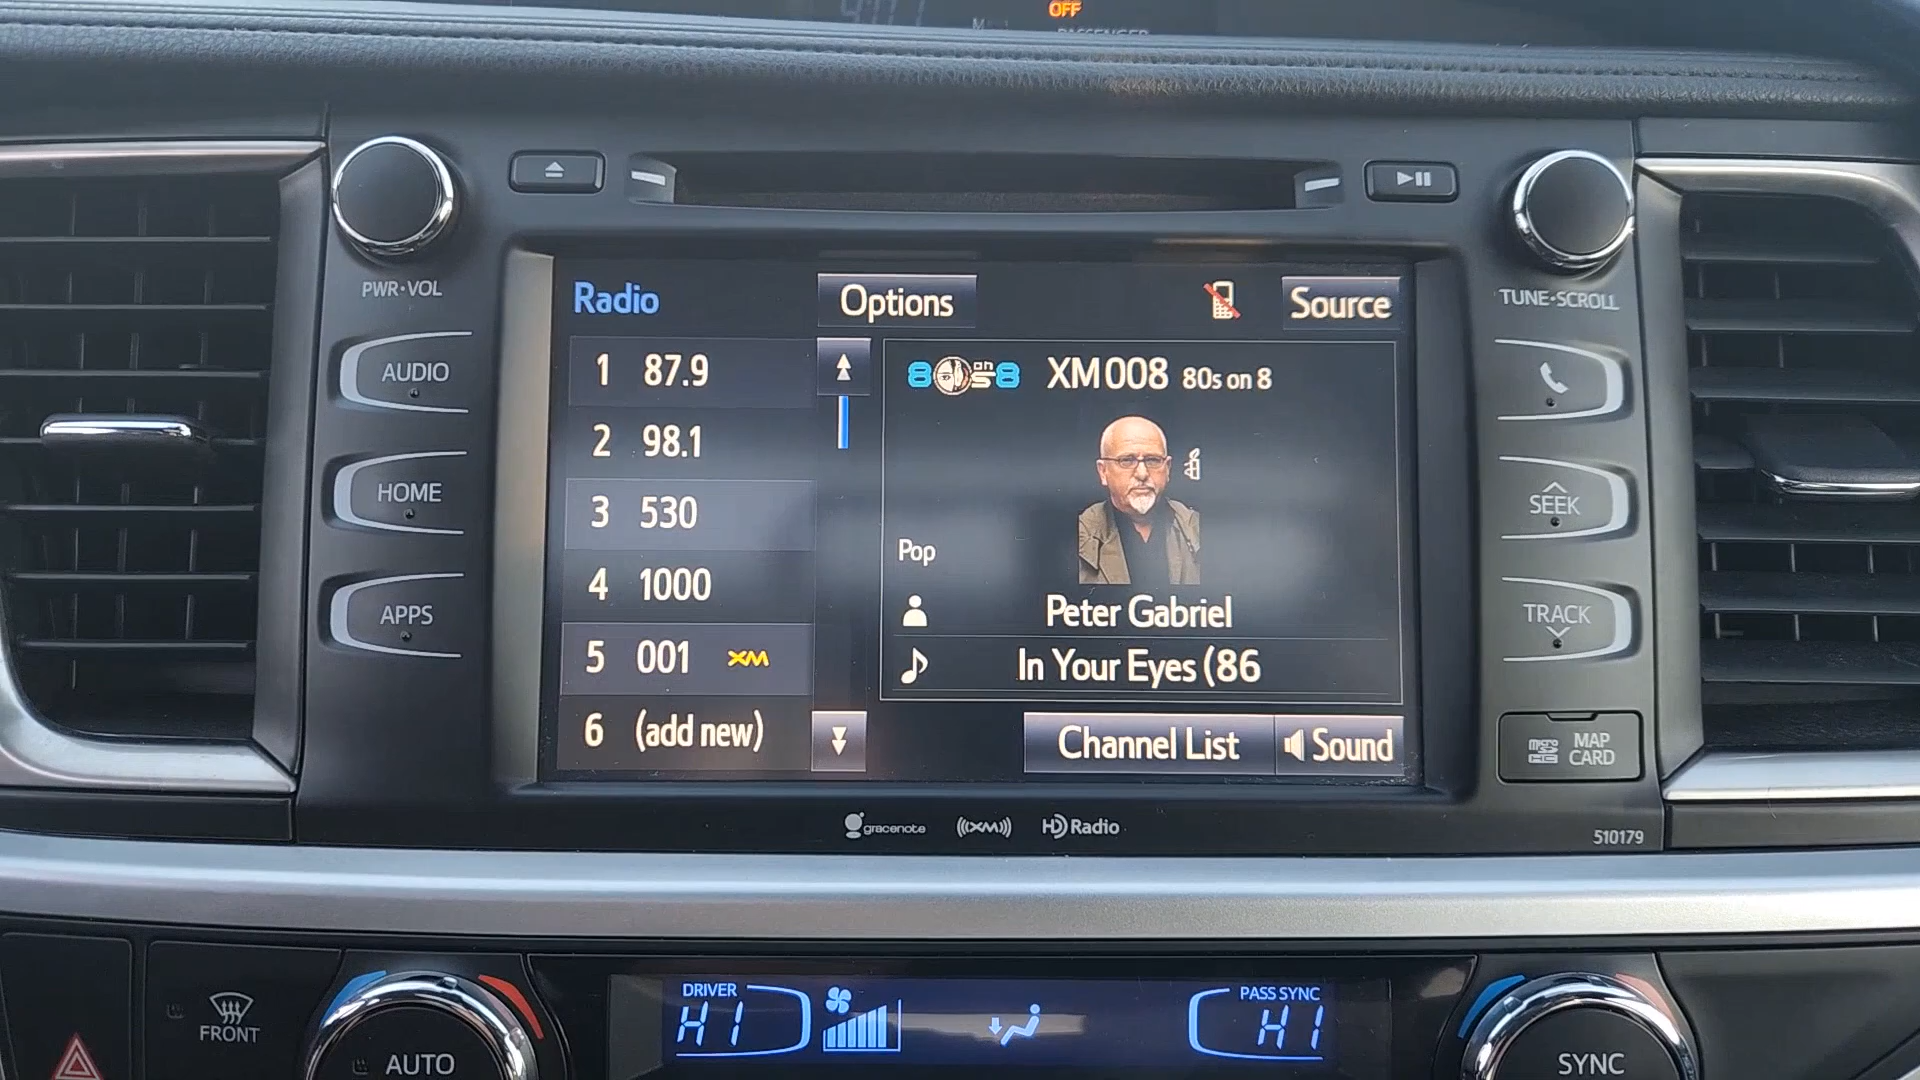 OFF
PASSENGER
PWR•VOL
TUNE•SCROLL
AUDIO
HOME
APPS
SEEK
TRACK
MAP
CARD
Radio
Options
Source
1 87.9
2 98.1
3 530
4 1000
5 001 XM
6 (add new)
XM008 80s on 8
Pop
Peter Gabriel
In Your Eyes (86
Channel List
Sound
gracenote
((XM))
HD Radio
510179
DRIVER
HI
PASS SYNC
HI
FRONT
AUTO
SYNC